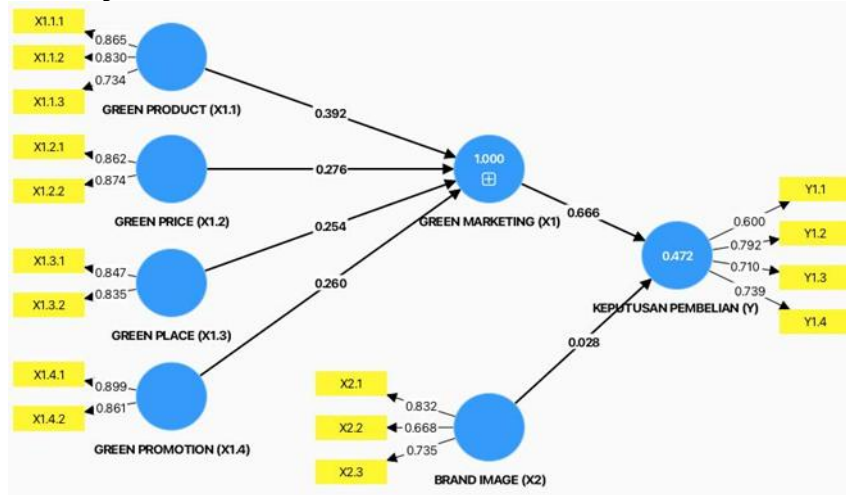 X1.1.1
0.865
X1.1.2
0.830
0.734
X1.1.3
GREEN PRODUCT (X1.1)
0.392
X1.2.1
0.862
0.874
X1.2.2
GREEN PRICE (X1.2)
0.276
1.000
GREEN MARKETING (X1)
0.666
X1.3.1
0.847
0.835
X1.3.2
GREEN PLACE (X1.3)
0.254
0.260
X1.4.1
0.899
0.861
X1.4.2
GREEN PROMOTION (X1.4)
0.472
KEPUTUSAN PEMBELIAN (Y)
Y1.1
0.600
Y1.2
0.792
0.710
Y1.3
0.739
Y1.4
0.028
X2.1
0.832
X2.2
0.668
0.735
X2.3
BRAND IMAGE (X2)